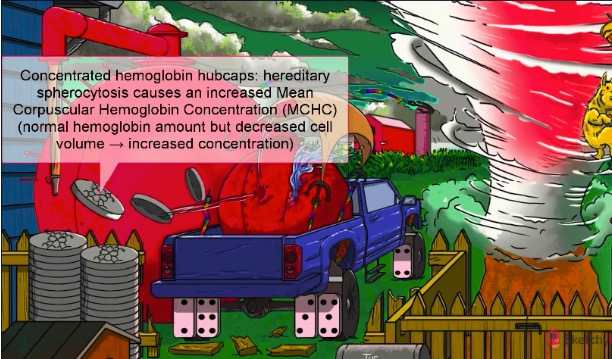 Concentrated hemoglobin hubcaps: hereditary
spherocytosis causes an increased Mean
Corpuscular Hemoglobin Concentration (MCHC)
(normal hemoglobin amount but decreased cell
volume → increased concentration)